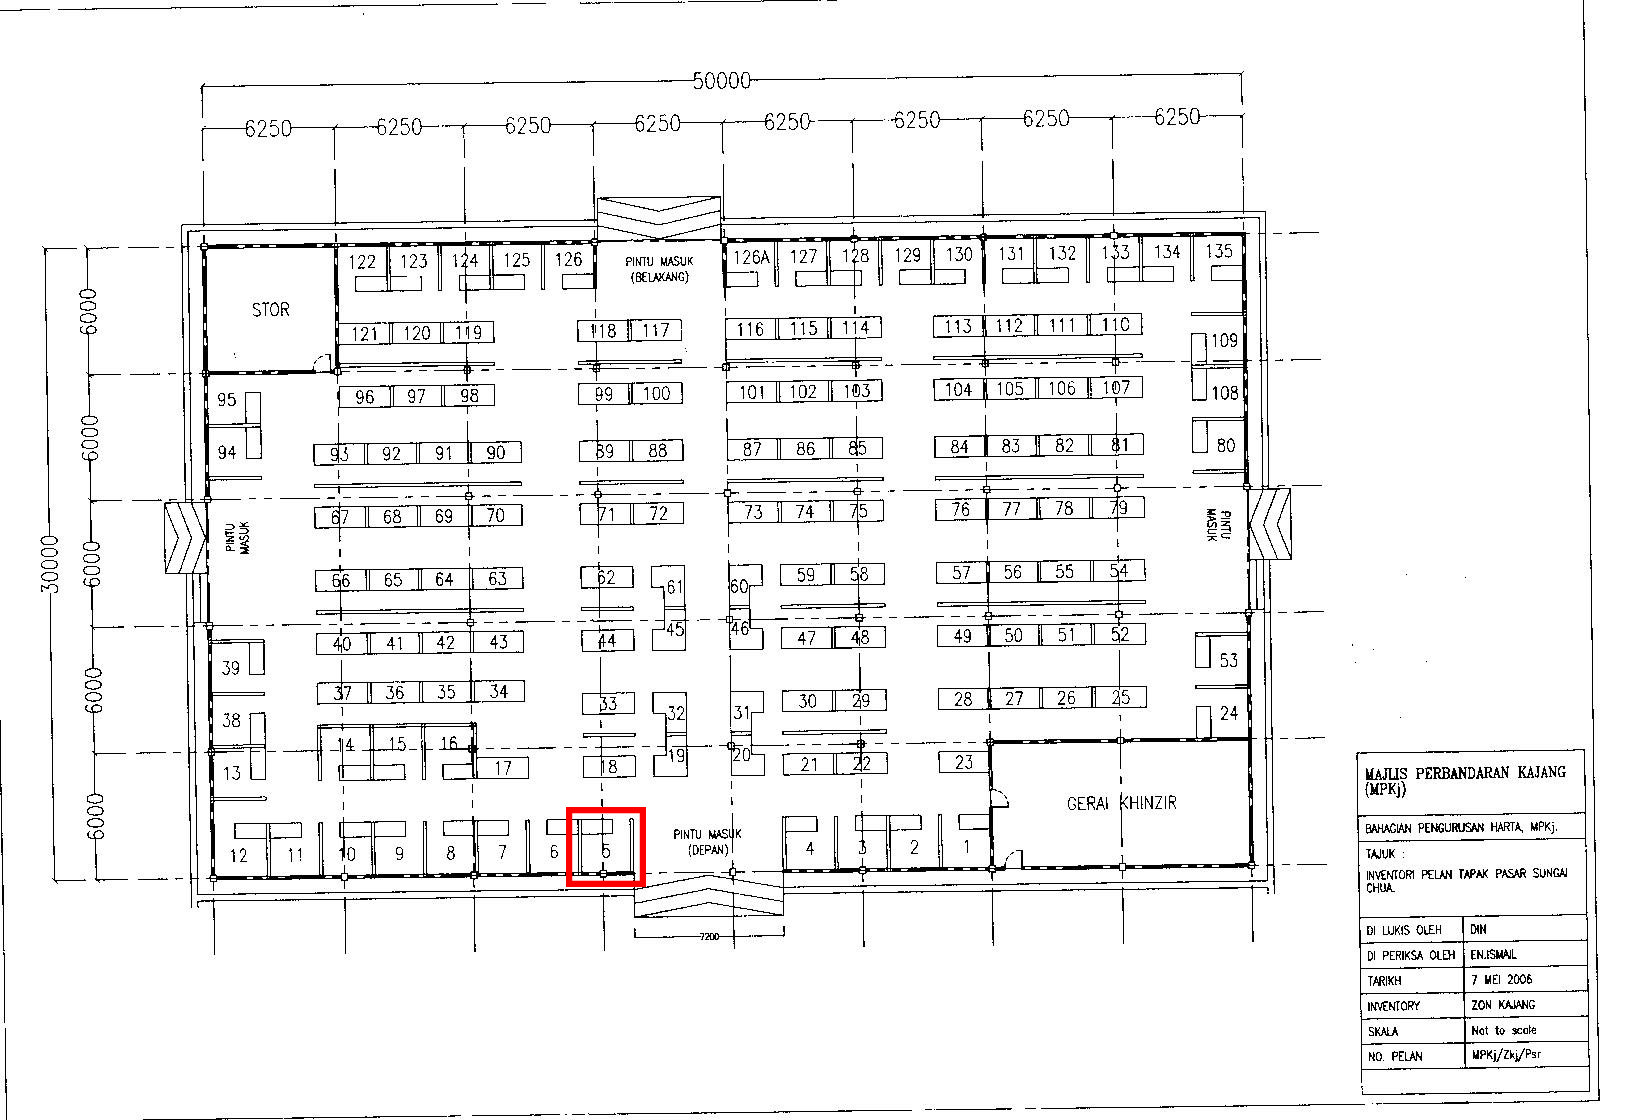 50000
6250 6250 6250 6250 6250 6250 6250 6250
122 123 124 125 126
PINTU MASUK
(BELAKANG)
126A 127 128 129 130 131 132 133 134 135
STOR
6000
121 120 119 118 117 116 115 114 113 112 111 110
109
95 96 97 98 99 100 101 102 103 104 105 106 107 108
6000
94 93 92 91 90 89 88 87 86 85 84 83 82 81 80
67 68 69 70 71 72 73 74 75 76 77 78 79
PINTU
MASUK
PINTU
MASUK
30000
6000
66 65 64 63 62 61 60 59 58 57 56 55 54
40 41 42 43 44 45 46 47 48 49 50 51 52
39 53
6000
37 36 35 34 33 32 31 30 29 28 27 26 25
38 24
14 15 16
13 17 18 19 20 21 22 23
6000
GERAI KHINZIR
PINTU MASUK
(DEPAN)
12 11 10 9 8 7 6 5 4 3 2 1
7200
MAJLIS PERBANDARAN KAJANG
(MPKj)
BAHAGIAN PENGURUSAN HARTA, MPKj.
TAJUK :
INVENTORI PELAN TAPAK PASAR SUNGAI
CHUA.
DI LUKIS OLEH DIN
DI PERIKSA OLEH EN.ISMAIL
TARIKH 7 MEI 2006
INVENTORY ZON KAJANG
SKALA Not to scale
NO. PELAN MPKj/Zkj/Psr